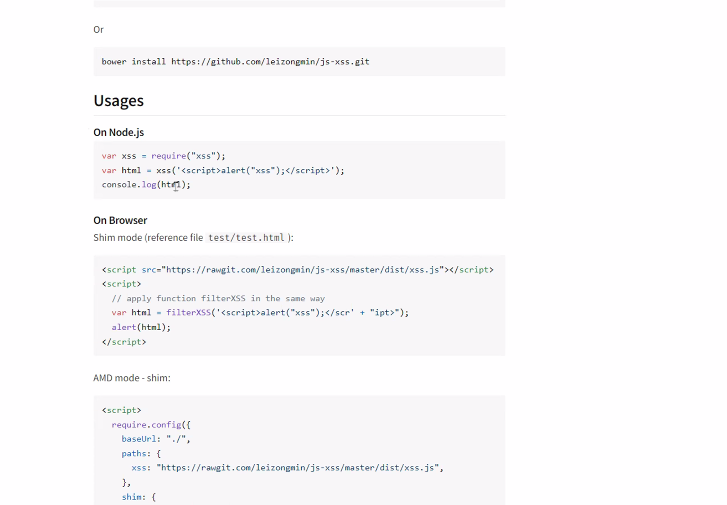 Or
bower install https://github.com/leizongmin/js-xss.git
Usages
On Node.js
var xss = require("xss");
var html = xss('<script>alert("xss");</script>');
console.log(html);
On Browser
Shim mode (reference file test/test.html ):
<script src="https://rawgit.com/leizongmin/js-xss/master/dist/xss.js"></script>
<script>
// apply function filterXSS in the same way
var html = filterXSS('<script>alert("xss");</scr' + "ipt>");
alert(html);
</script>
AMD mode - shim:
<script>
require.config({
baseUrl: "./",
paths: {
xss: "https://rawgit.com/leizongmin/js-xss/master/dist/xss.js",
},
shim: {